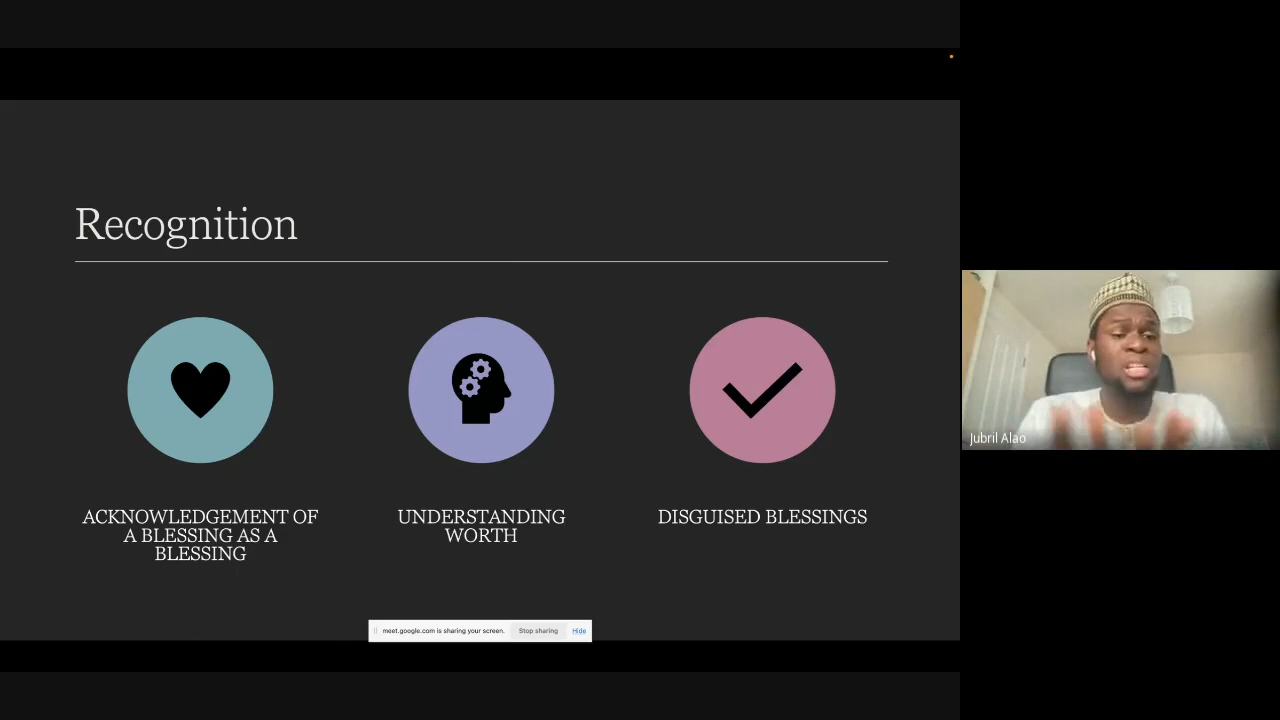 Recognition
ACKNOWLEDGEMENT OF
A BLESSING AS A
BLESSING
UNDERSTANDING
WORTH
DISGUISED BLESSINGS
meet.google.com is sharing your screen.
Stop sharing
Hide
Jubril Alao